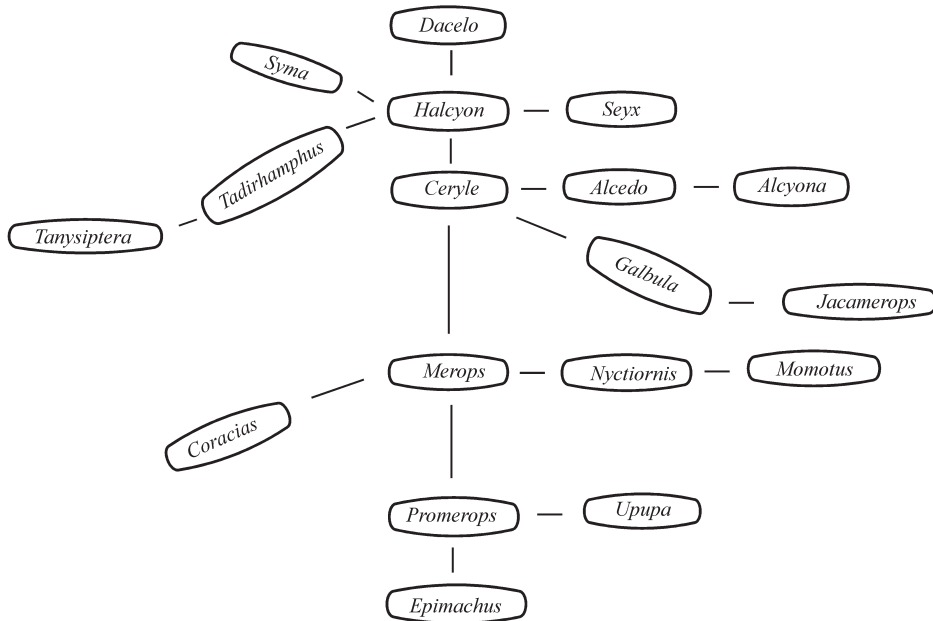 Dacelo
Syma
Halcyon
Seyx
Tadirhamphus
Ceryle
Alcedo
Alcyona
Tanysiptera
Galbula
Jacamerops
Merops
Nyctiornis
Momotus
Coracias
Promerops
Upupa
Epimachus